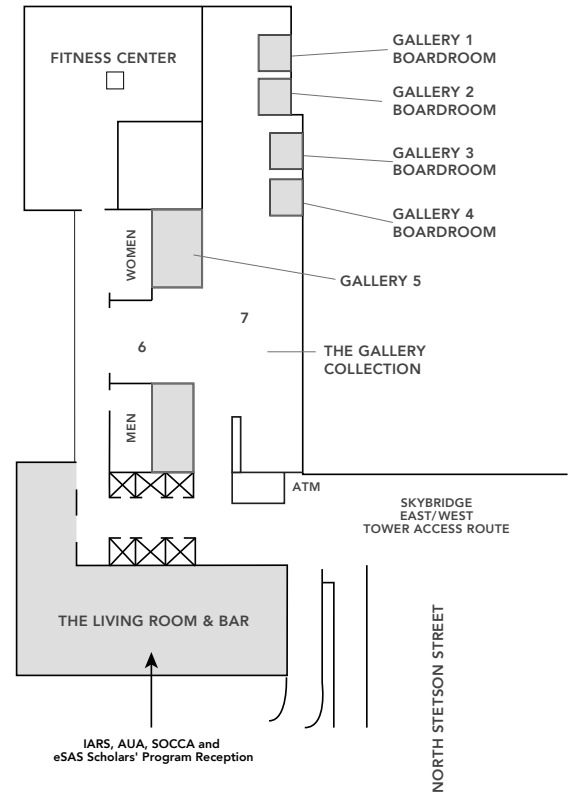 FITNESS CENTER
GALLERY 1
BOARDROOM
GALLERY 2
BOARDROOM
GALLERY 3
BOARDROOM
GALLERY 4
BOARDROOM
WOMEN
GALLERY 5
7
6
THE GALLERY
COLLECTION
MEN
ATM
SKYBRIDGE
EAST/WEST
TOWER ACCESS ROUTE
THE LIVING ROOM & BAR
NORTH STETSON STREET
IARS, AUA, SOCCA and
eSAS Scholars' Program Reception